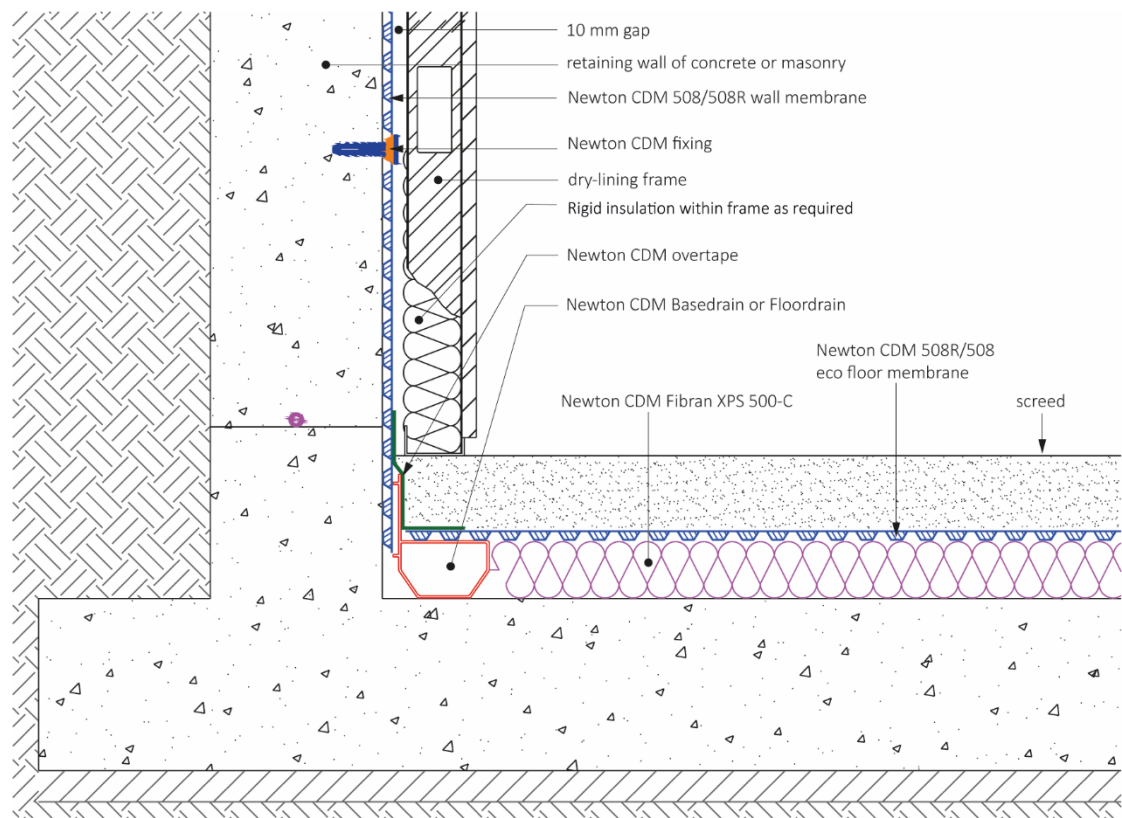 10 mm gap
retaining wall of concrete or masonry
Newton CDM 508/508R wall membrane
Newton CDM fixing
dry-lining frame
Rigid insulation within frame as required
Newton CDM overtape
Newton CDM Basedrain or Floordrain
Newton CDM 508R/508
eco floor membrane
Newton CDM Fibran XPS 500-C
screed